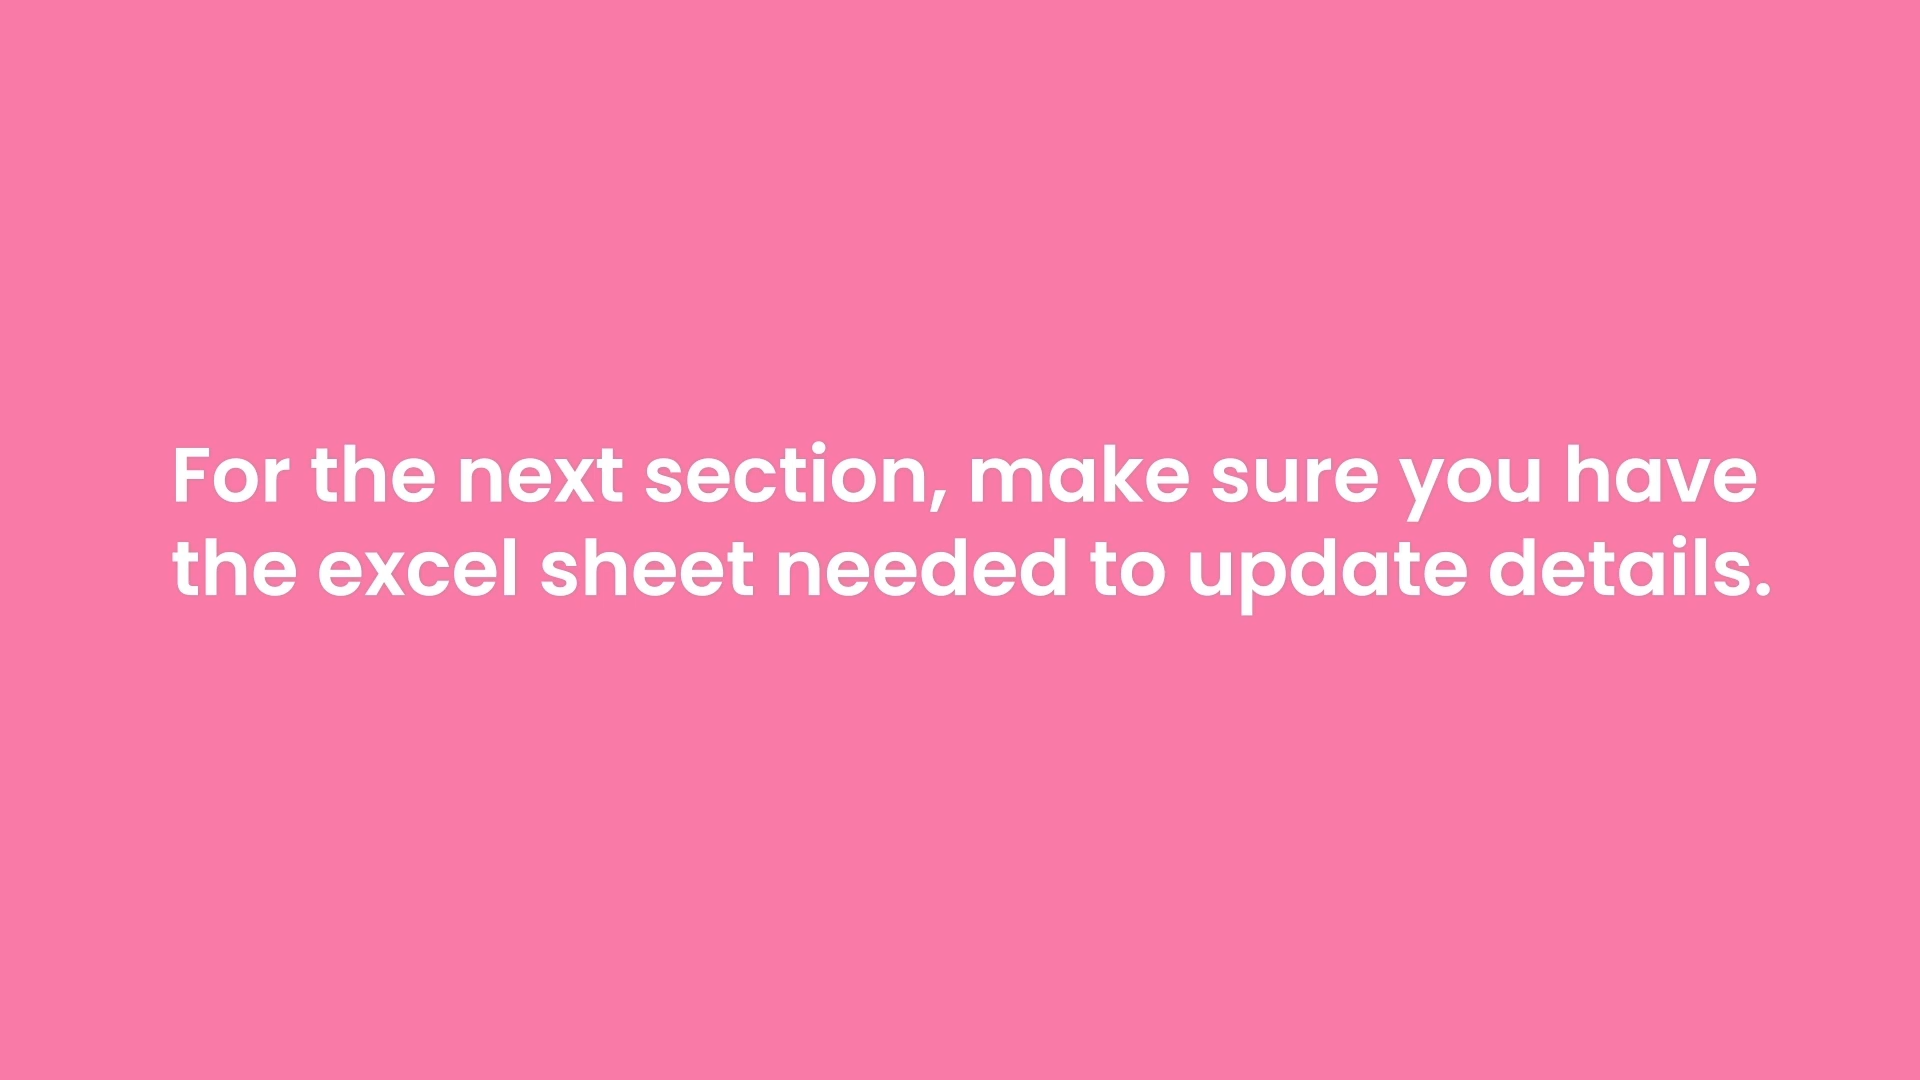 For the next section, make sure you have
the excel sheet needed to update details.